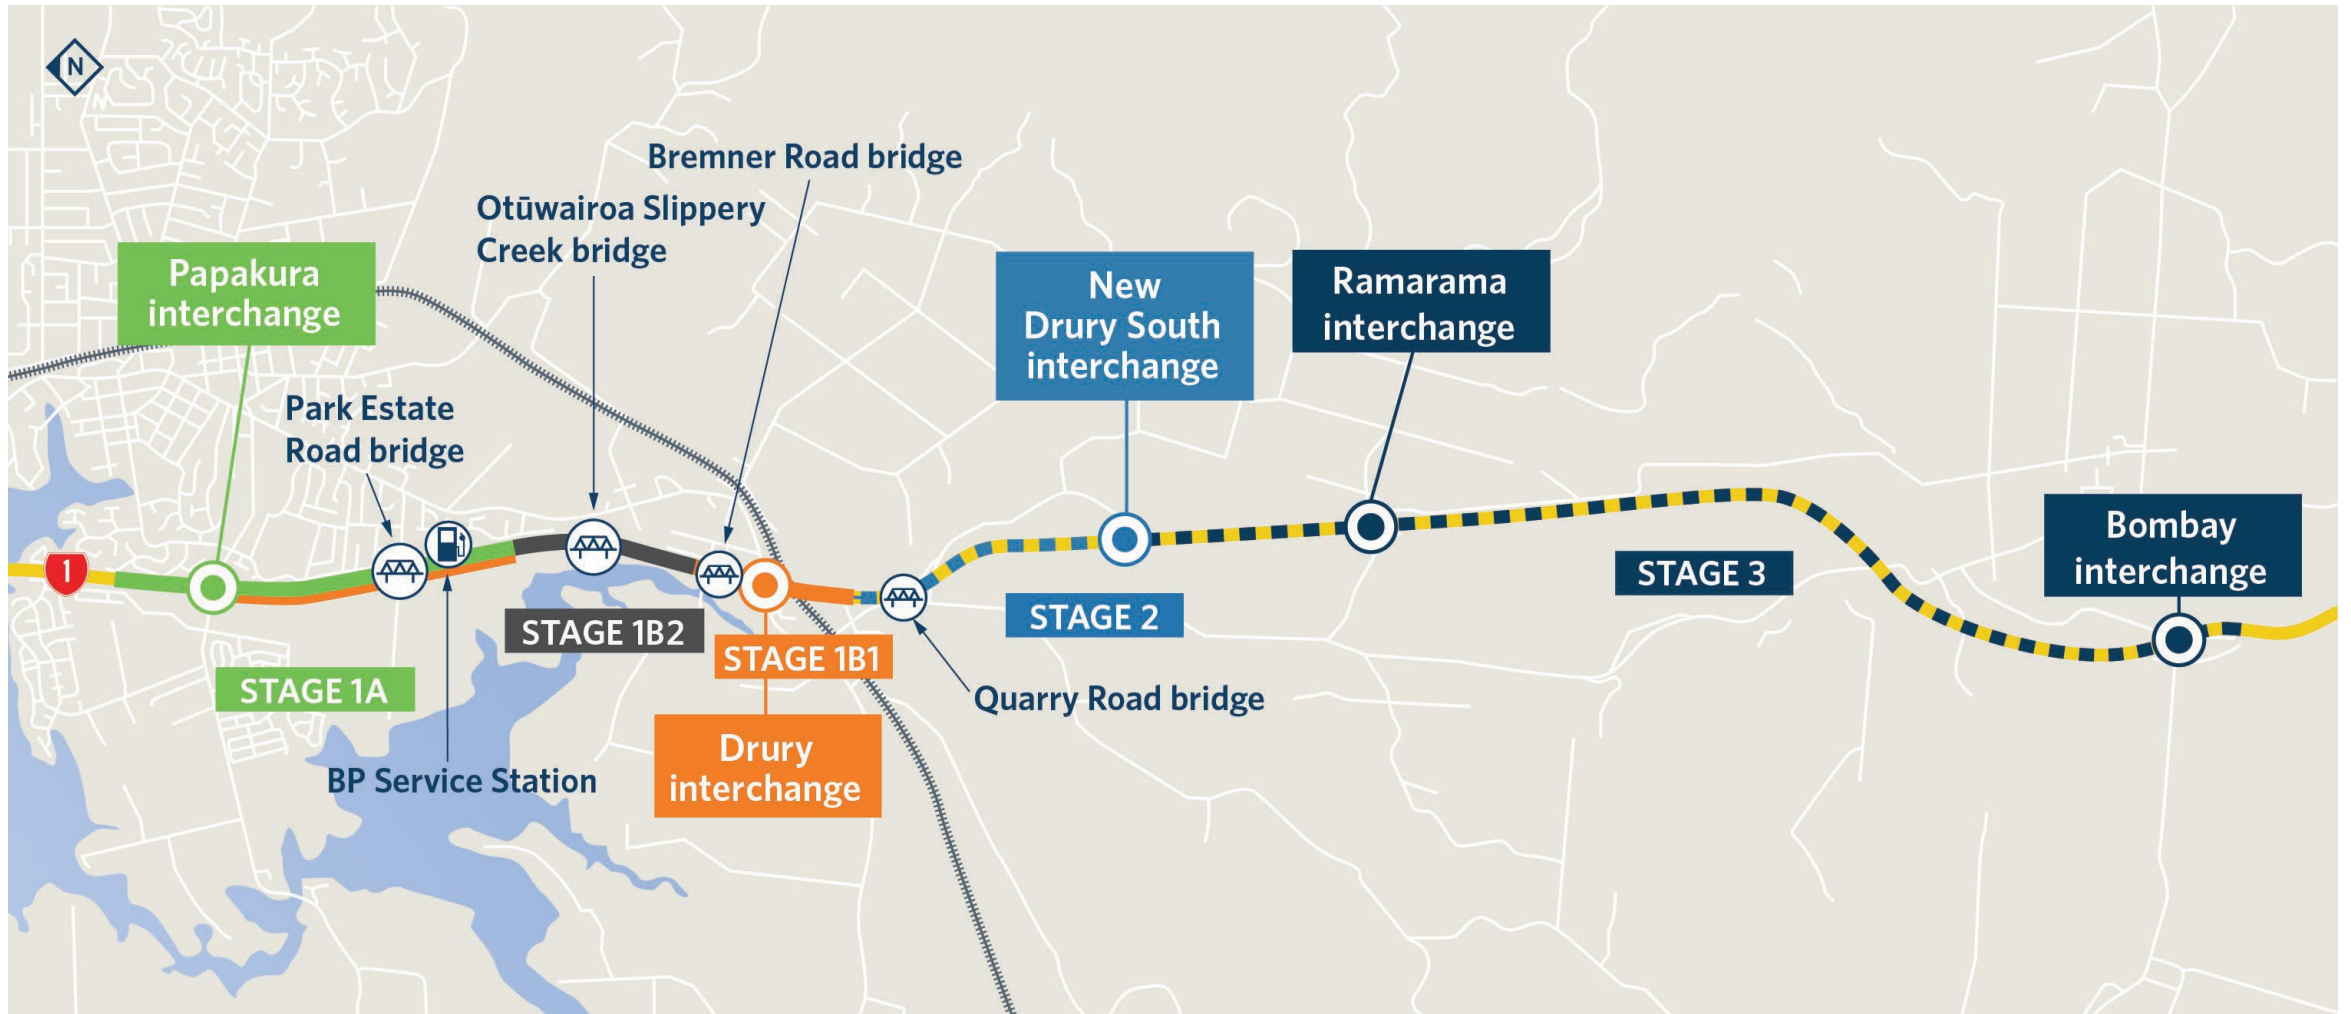 N
Bremner Road bridge
Otūwairoa Slippery
Creek bridge
Papakura
interchange
New
Drury South
interchange
Ramarama
interchange
Park Estate
Road bridge
1
Bombay
interchange
STAGE 3
STAGE 2
STAGE 1B2
STAGE 1B1
STAGE 1A
Quarry Road bridge
Drury
interchange
BP Service Station